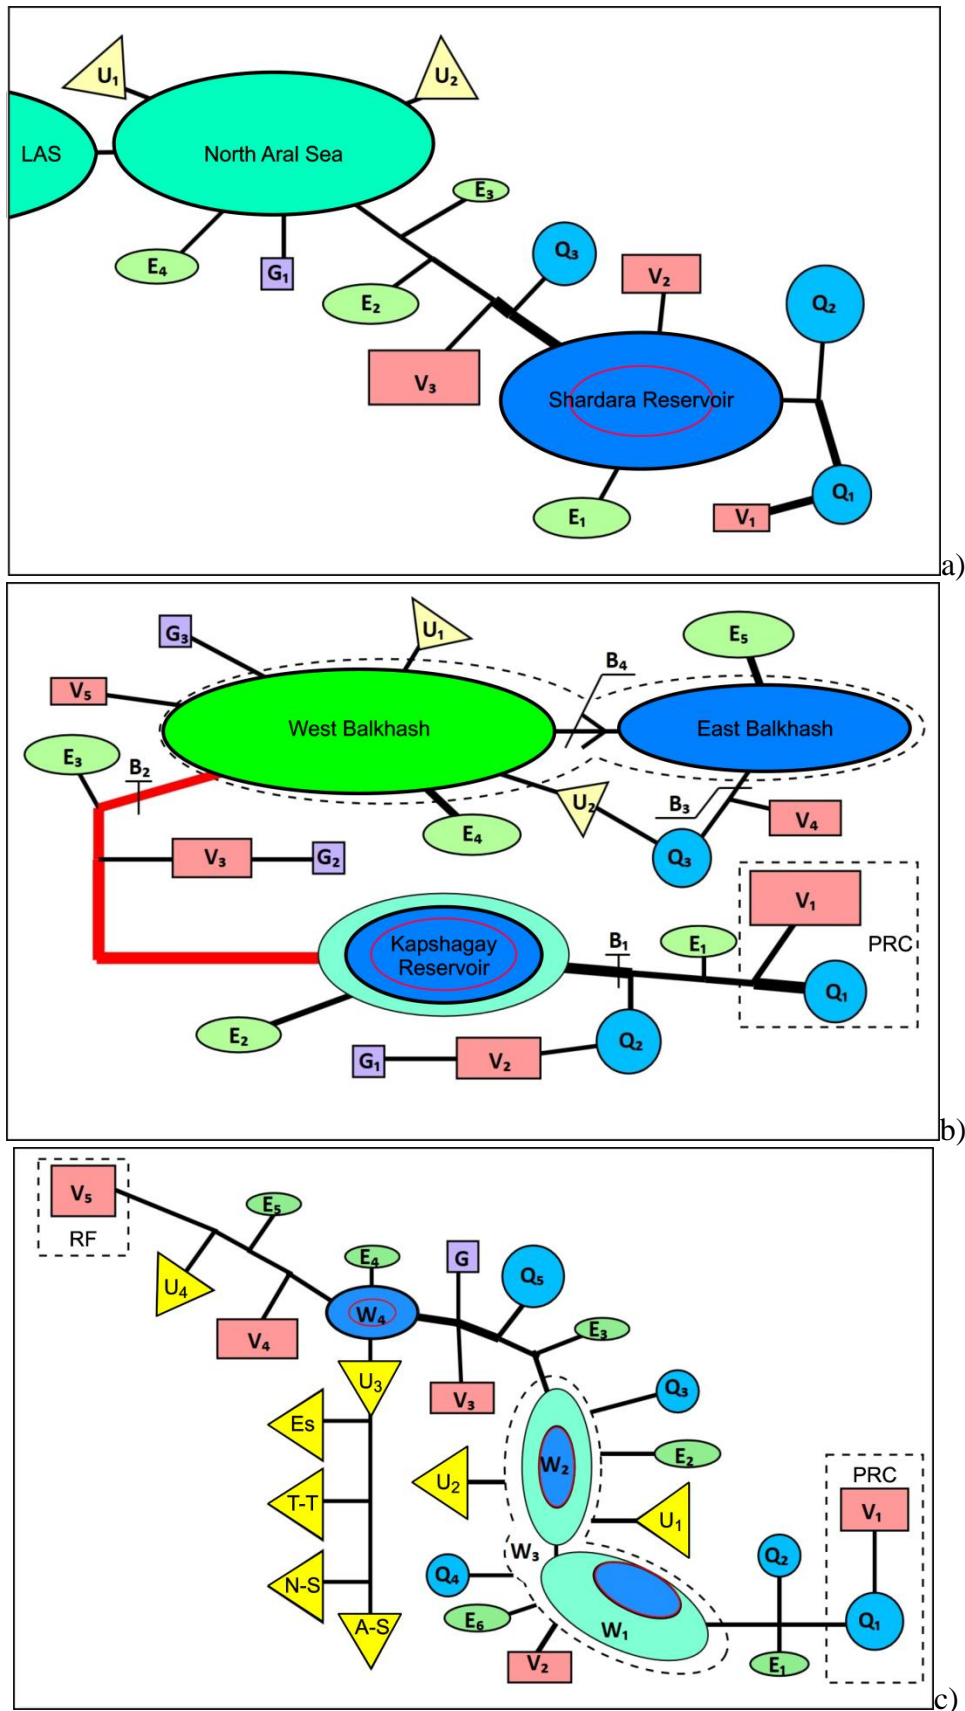 U₁
U₂
LAS
North Aral Sea
E₃
Q₃
E₄
G₁
V₂
E₂
Q₂
V₃
Shardara Reservoir
Q₁
V₁
E₁
a)
G₃
U₁
E₅
B₄
V₅
West Balkhash
East Balkhash
E₃
B₂
U₂
B₃
E₄
V₄
V₃
G₂
Q₃
V₁
Kapshagay
Reservoir
B₁
E₁
PRC
Q₁
E₂
G₁
V₂
Q₂
b)
V₅
RF
E₅
E₄
G
Q₅
U₄
W₄
V₄
E₃
U₃
V₃
Q₃
Es
W₂
E₂
U₂
PRC
T-T
U₁
V₁
W₃
Q₂
Q₄
N-S
E₆
W₁
Q₁
A-S
V₂
E₁
c)